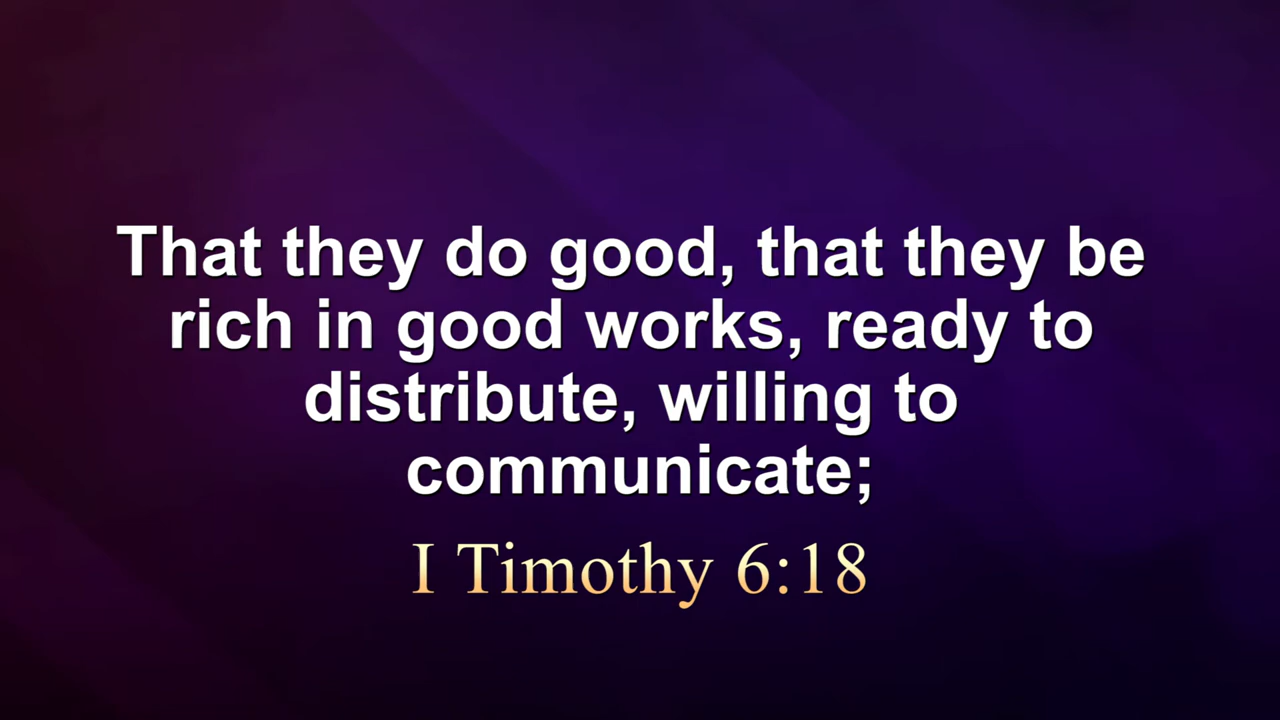 That they do good, that they be
rich in good works, ready to
distribute, willing to
communicate;
I Timothy 6:18